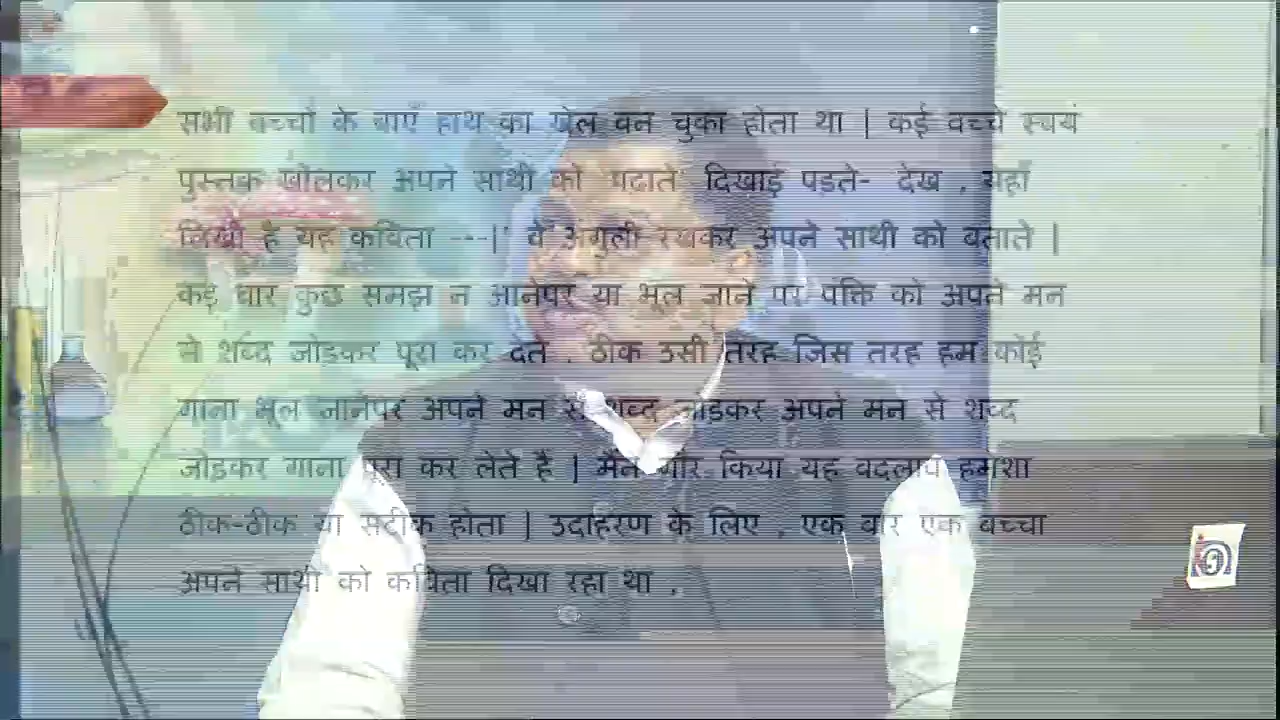 सभी बच्चों के बाएँ हाथ का खेल बन चुका होता था | कई बच्चे स्वयं
पुस्तक खोलकर अपने साथी को 'पढाते' दिखाई पड़ते- देख , यहाँ
लिखी है यह कविता ---|' वे अंगुली रखकर अपने साथी को बताते |
कई बार कुछ समझ न आनेपर या भूल जाने पर पंक्ति को अपने मन
से शब्द जोड़कर पूरा कर देते . ठीक उसी तरह जिस तरह हम कोई
गाना भूल जानेपर अपने मन से शब्द जोड़कर अपने मन से शब्द
जोड़कर गाना पूरा कर लेते हैं | मैंने गौर किया यह बदलाव हमेशा
ठीक-ठीक या सटीक होता | उदाहरण के लिए , एक बार एक बच्चा
अपने साथी को कविता दिखा रहा था ,